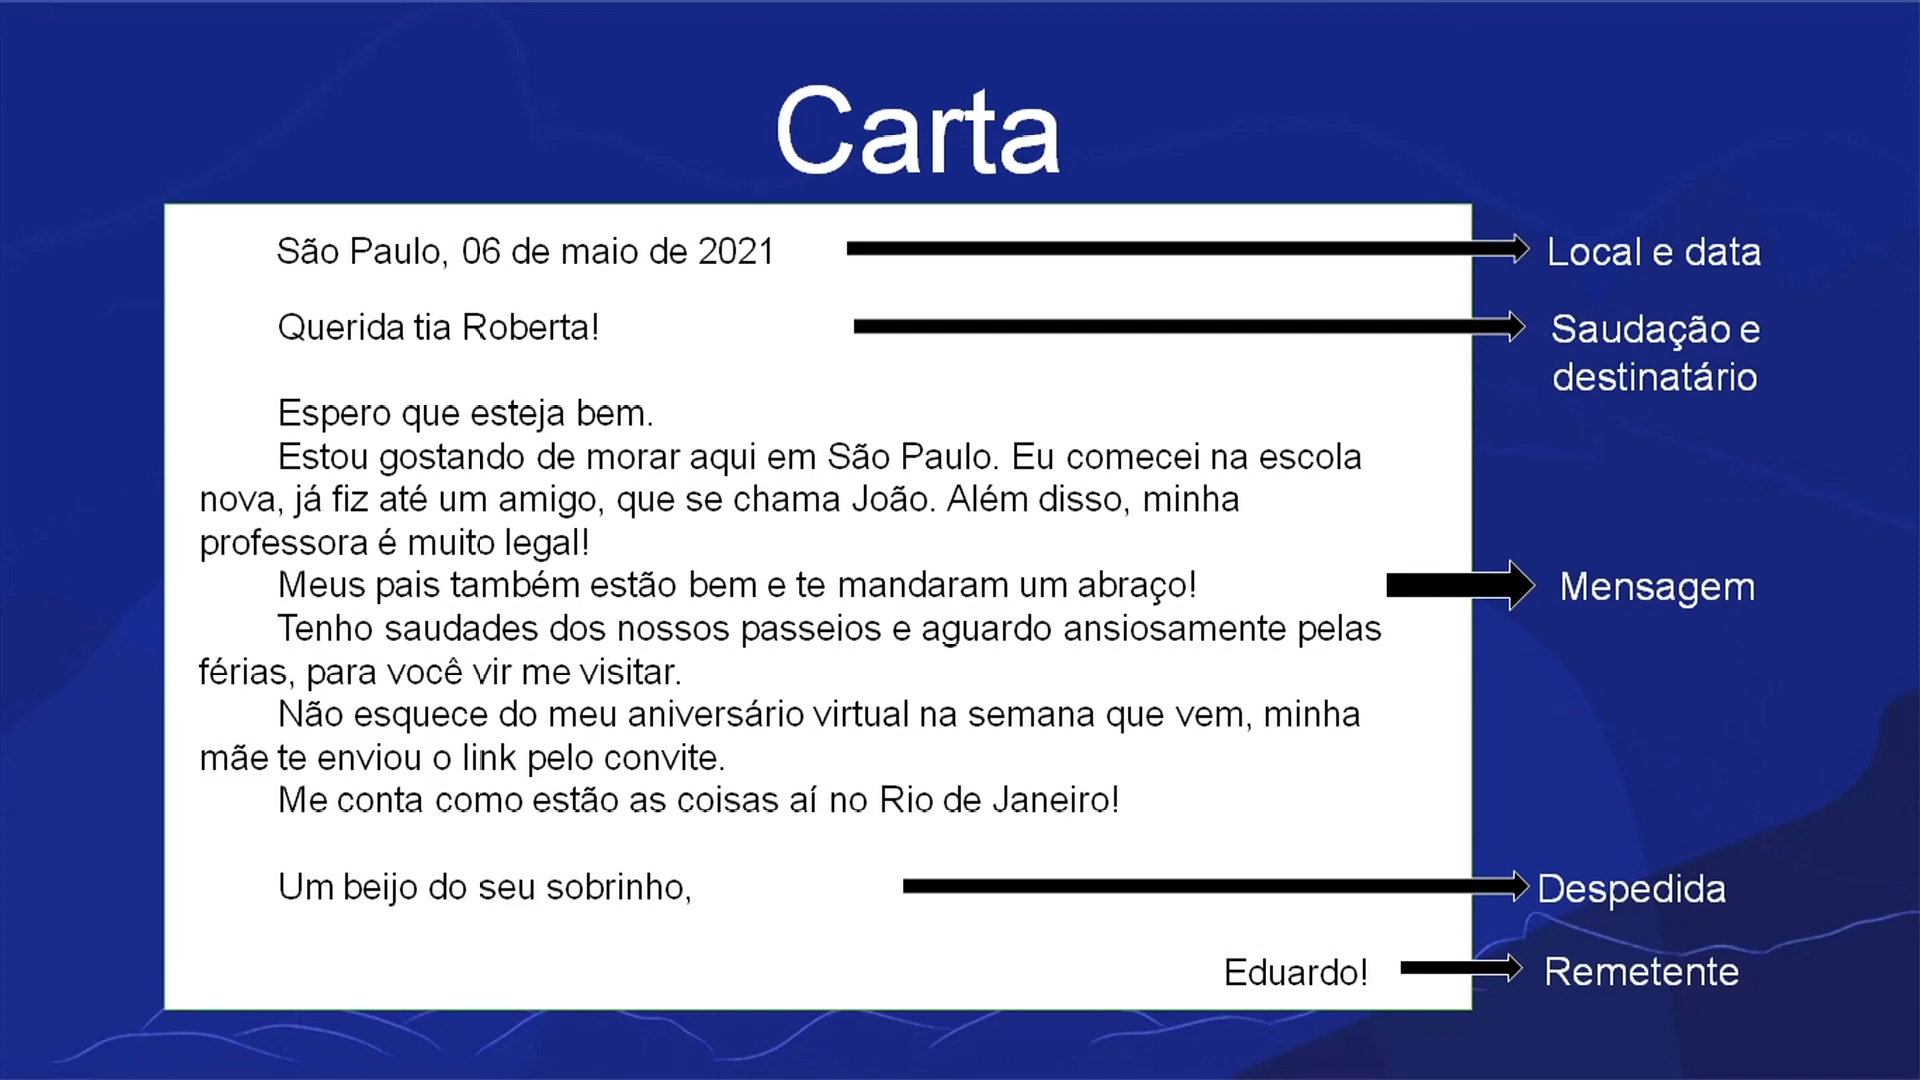 Carta
São Paulo, 06 de maio de 2021
Local e data
Querida tia Roberta!
Saudação e
destinatário
Espero que esteja bem.
Estou gostando de morar aqui em São Paulo. Eu comecei na escola
nova, já fiz até um amigo, que se chama João. Além disso, minha
professora é muito legal!
Meus pais também estão bem e te mandaram um abraço!
Tenho saudades dos nossos passeios e aguardo ansiosamente pelas
férias, para você vir me visitar.
Não esquece do meu aniversário virtual na semana que vem, minha
mãe te enviou o link pelo convite.
Me conta como estão as coisas aí no Rio de Janeiro!
Mensagem
Um beijo do seu sobrinho,
Despedida
Eduardo!
Remetente